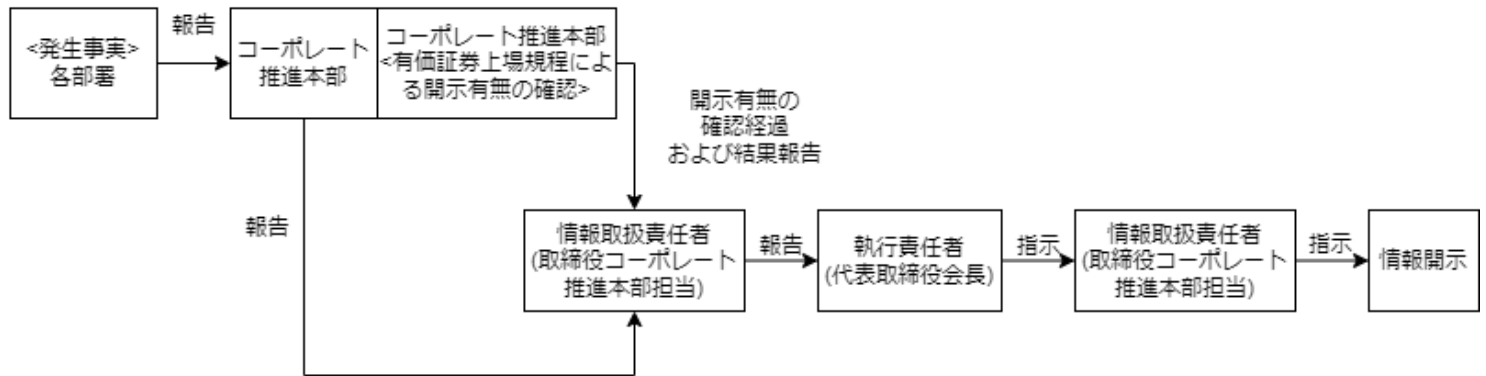 <発生事実>
各部署
報告
コーポレート
推進本部
コーポレート推進本部
<有価証券上場規程によ
る開示有無の確認>
開示有無の
確認経過
および結果報告
報告
情報取扱責任者
(取締役コーポレート
推進本部担当)
報告
執行責任者
(代表取締役会長)
指示
情報取扱責任者
(取締役コーポレート
推進本部担当)
指示
情報開示